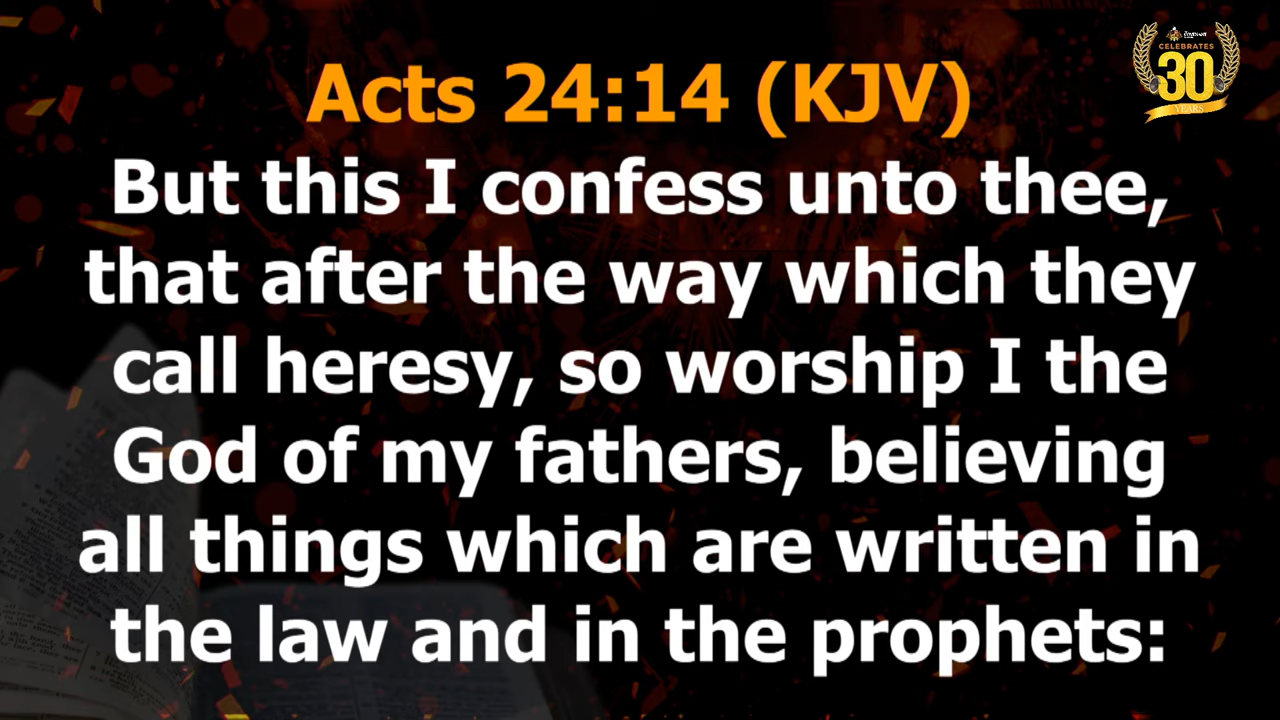 Acts 24:14 (KJV)
But this I confess unto thee,
that after the way which they
call heresy, so worship I the
God of my fathers, believing
all things which are written in
the law and in the prophets:
CELEBRATES
30
YEARS